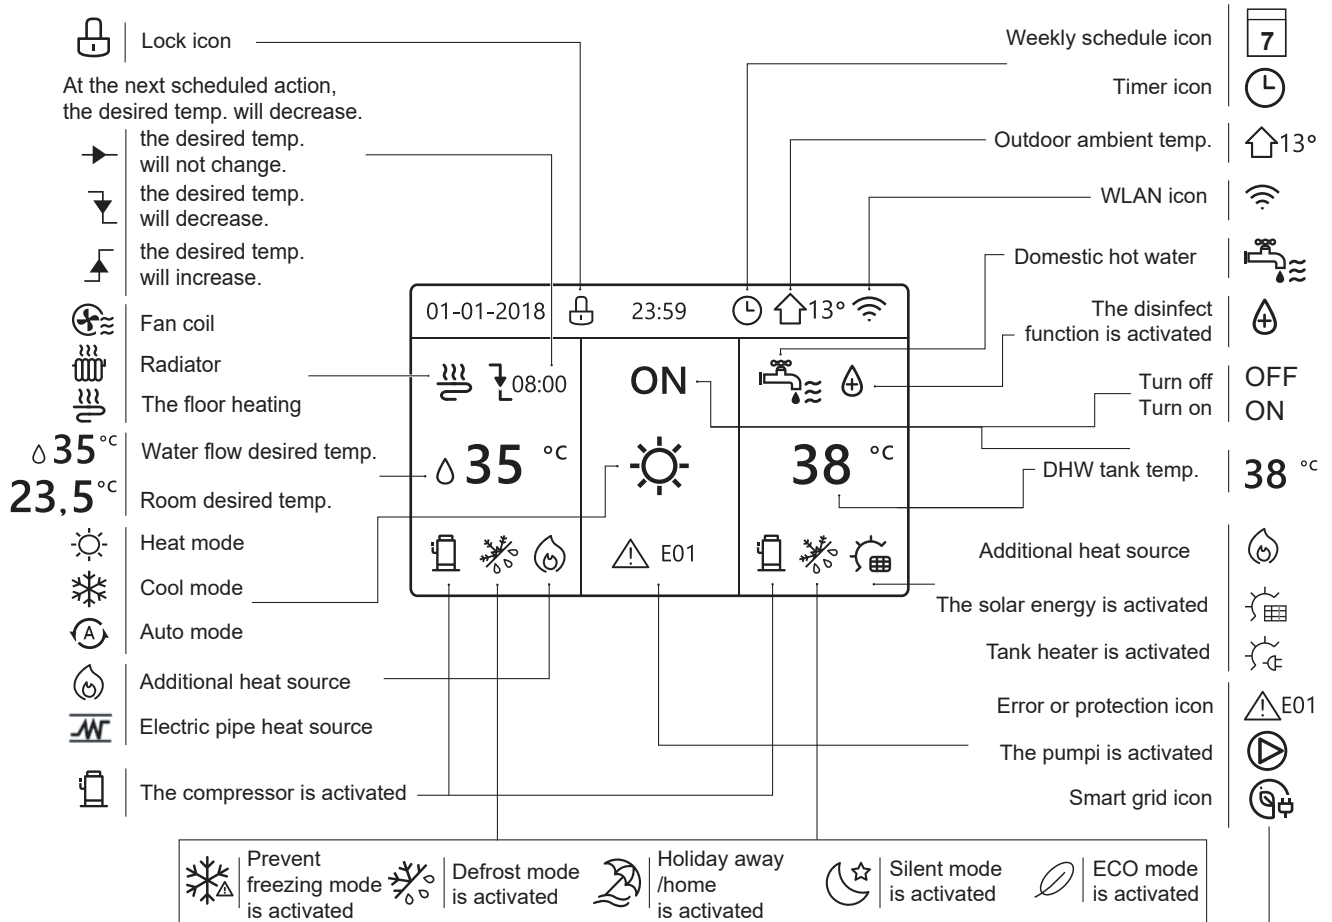 Lock icon
At the next scheduled action,
the desired temp. will decrease.
the desired temp.
will not change.
the desired temp.
will decrease.
the desired temp.
will increase.
Fan coil
Radiator
The floor heating
35 °C Water flow desired temp.
23,5 °C Room desired temp.
Heat mode
Cool mode
A Auto mode
Additional heat source
Electric pipe heat source
The compressor is activated
01-01-2018 23:59 13°
08:00
ON
35 °C
38 °C
E01
Weekly schedule icon 7
Timer icon
Outdoor ambient temp. 13°
WLAN icon
Domestic hot water
The disinfect
function is activated
Turn off OFF
Turn on ON
DHW tank temp. 38 °C
Additional heat source
The solar energy is activated
Tank heater is activated
Error or protection icon E01
The pumpi is activated
Smart grid icon
Prevent
freezing mode
is activated
Defrost mode
is activated
Holiday away
/home
is activated
Silent mode
is activated
ECO mode
is activated